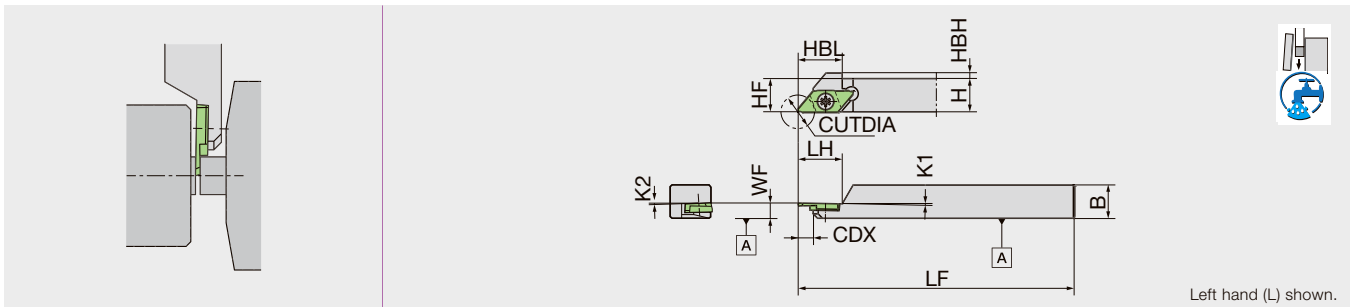 HBL
HBH
HF
H
CUTDIA
LH
K1
K2
WF
B
A
CDX
A
LF
Left hand (L) shown.